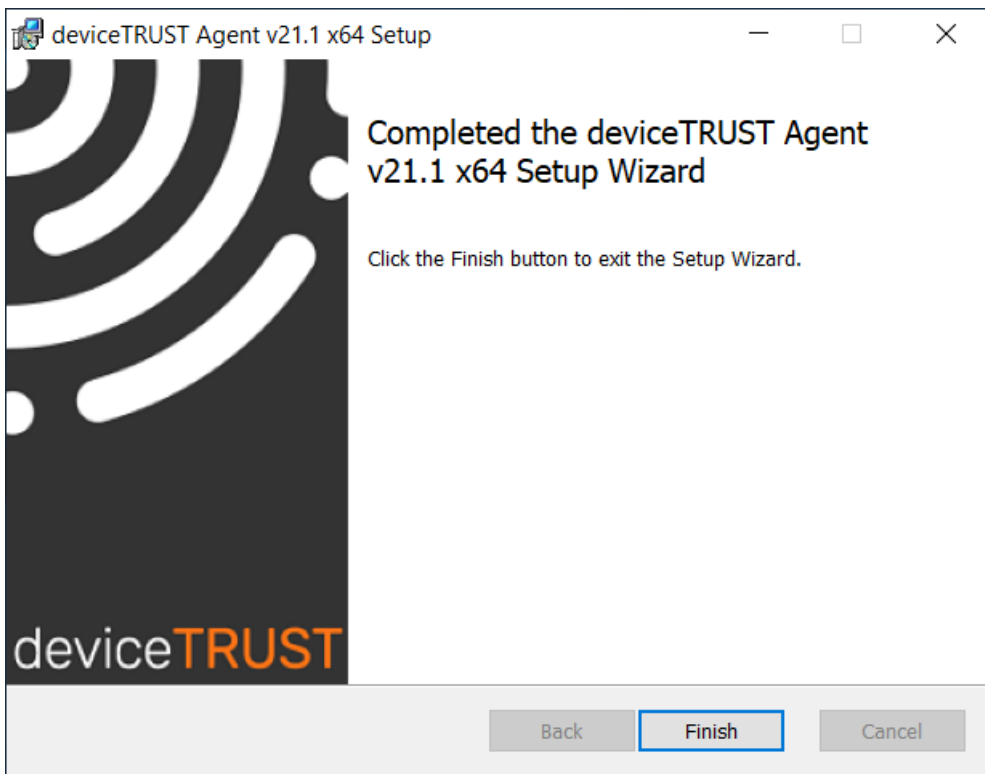 deviceTRUST Agent v21.1 x64 Setup
Completed the deviceTRUST Agent
v21.1 x64 Setup Wizard
Click the Finish button to exit the Setup Wizard.
deviceTRUST
Back
Finish
Cancel